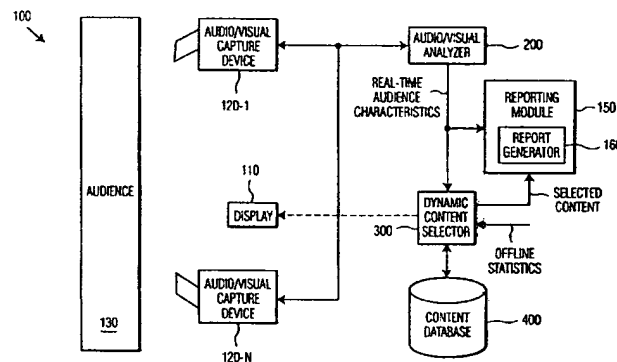 100
AUDIO/VISUAL
CAPTURE
DEVICE
120-1
AUDIO/VISUAL
ANALYZER
200
REAL-TIME
AUDIENCE
CHARACTERISTICS
REPORTING
MODULE
150
REPORT
GENERATOR
160
AUDIENCE
130
110
DISPLAY
DYNAMIC
CONTENT
SELECTOR
300
SELECTED
CONTENT
OFFLINE
STATISTICS
AUDIO/VISUAL
CAPTURE
DEVICE
120-N
CONTENT
DATABASE
400